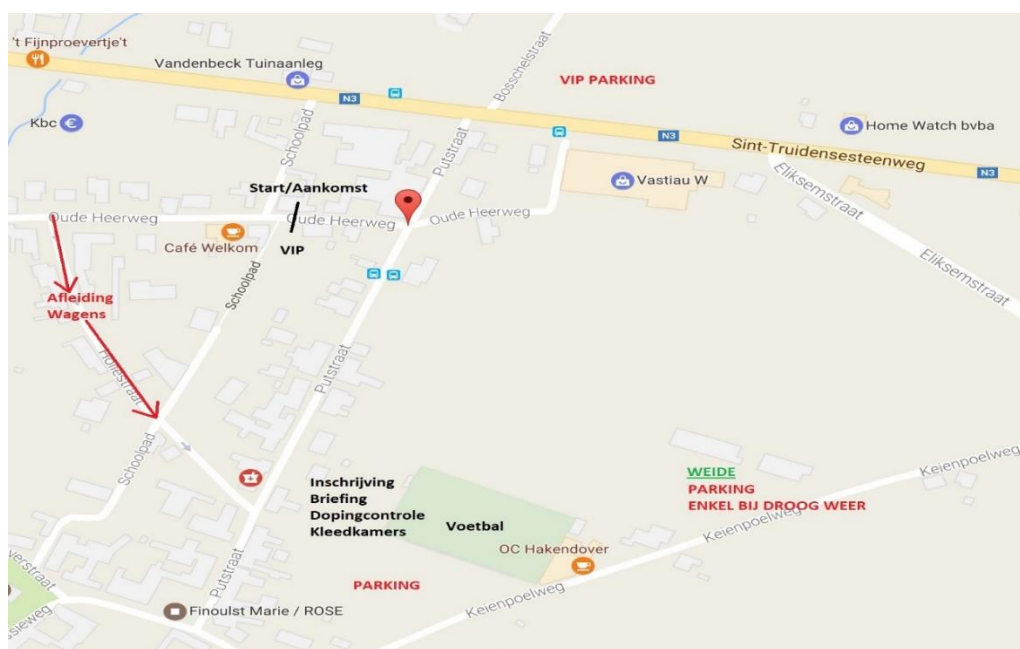 't Fijnproevertje't
Vandenbeck Tuinaanleg
Bosschelstraat
VIP PARKING
N3
Kbc
Schoolpad
Putstraat
N3
Home Watch bvba
Sint-Truidensesteenweg
N3
Start/Aankomst
Vastiau W
Eliksemstraat
Oude Heerweg
Oude Heerweg
Oude Heerweg
Café Welkom
VIP
Schoolpad
Eliksemstraat
Afleiding
Wagens
Hollestraat
Putstraat
Schoolpad
Inschrijving
Briefing
Dopingcontrole
Kleedkamers
Voetbal
WEIDE
PARKING
ENKEL BIJ DROOG WEER
Keienpoelweg
Keienpoelweg
OC Hakendover
Putstraat
PARKING
Keienpoelweg
Finoulst Marie / ROSE